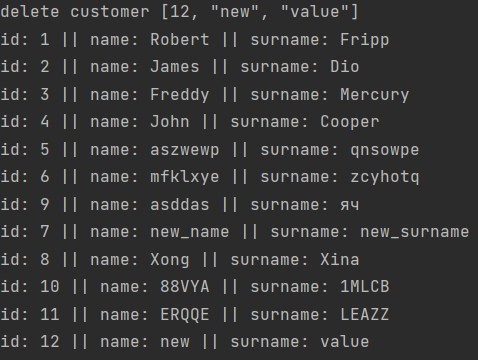 delete customer [12, "new", "value"]
id: 1 || name: Robert || surname: Fripp
id: 2 || name: James || surname: Dio
id: 3 || name: Freddy || surname: Mercury
id: 4 || name: John || surname: Cooper
id: 5 || name: aszwewp || surname: qnsowpe
id: 6 || name: mfklxye || surname: zcyhotq
id: 9 || name: asddas || surname: яч
id: 7 || name: new_name || surname: new_surname
id: 8 || name: Xong || surname: Xina
id: 10 || name: 88VYA || surname: 1MLCB
id: 11 || name: ERQQE || surname: LEAZZ
id: 12 || name: new || surname: value